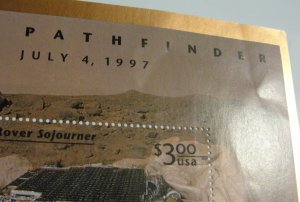 PATHFINDER
JULY 4, 1997
Rover Sojourner
$3.00
usa